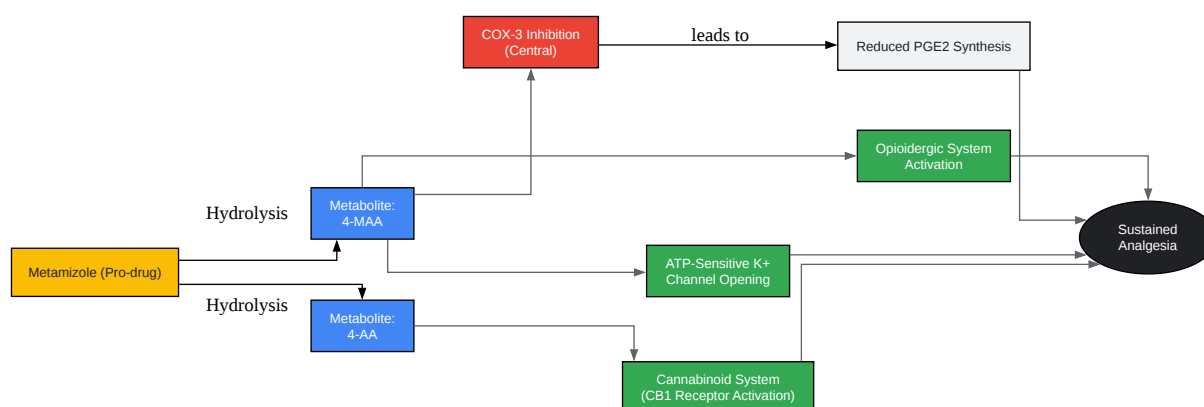 COX-3 Inhibition
(Central)
leads to
Reduced PGE2 Synthesis
Opioidergic System
Activation
Hydrolysis
Metabolite:
4-MAA
Sustained
Analgesia
Metamizole (Pro-drug)
ATP-Sensitive K+
Channel Opening
Hydrolysis
Metabolite:
4-AA
Cannabinoid System
(CB1 Receptor Activation)